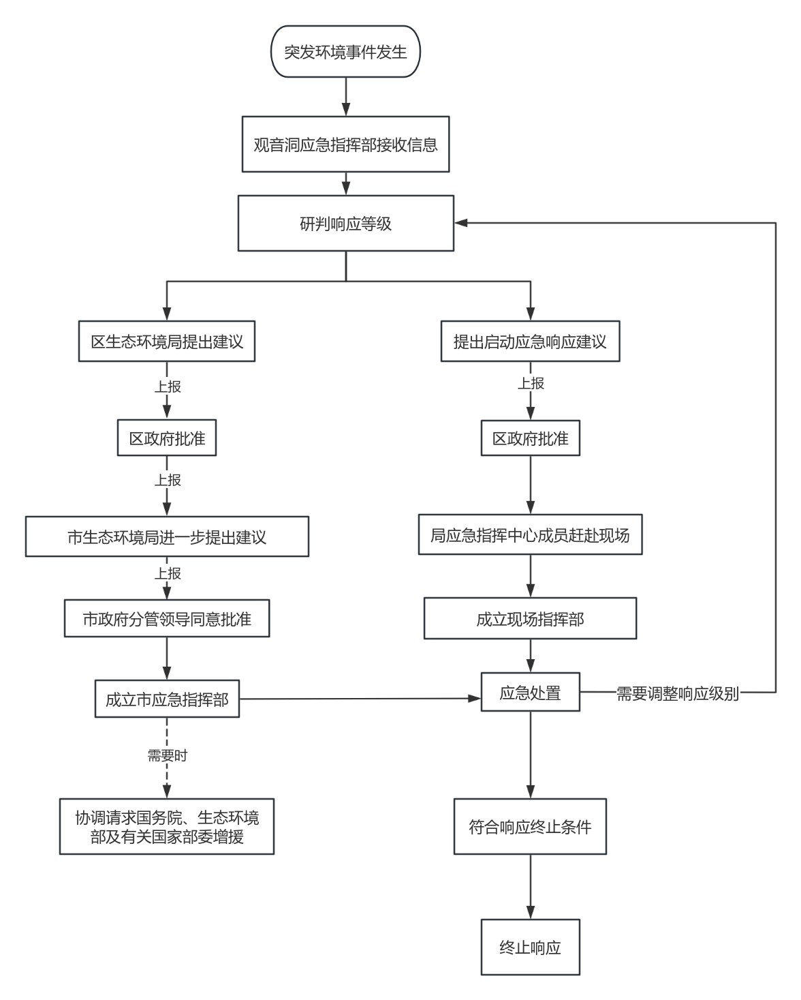 突发环境事件发生
观音洞应急指挥部接收信息
研判响应等级
区生态环境局提出建议
提出启动应急响应建议
上报
上报
区政府批准
区政府批准
上报
市生态环境局进一步提出建议
局应急指挥中心成员赶赴现场
上报
市政府分管领导同意批准
成立现场指挥部
成立市应急指挥部
应急处置
需要调整响应级别
需要时
协调请求国务院、生态环境
部及有关国家部委增援
符合响应终止条件
终止响应